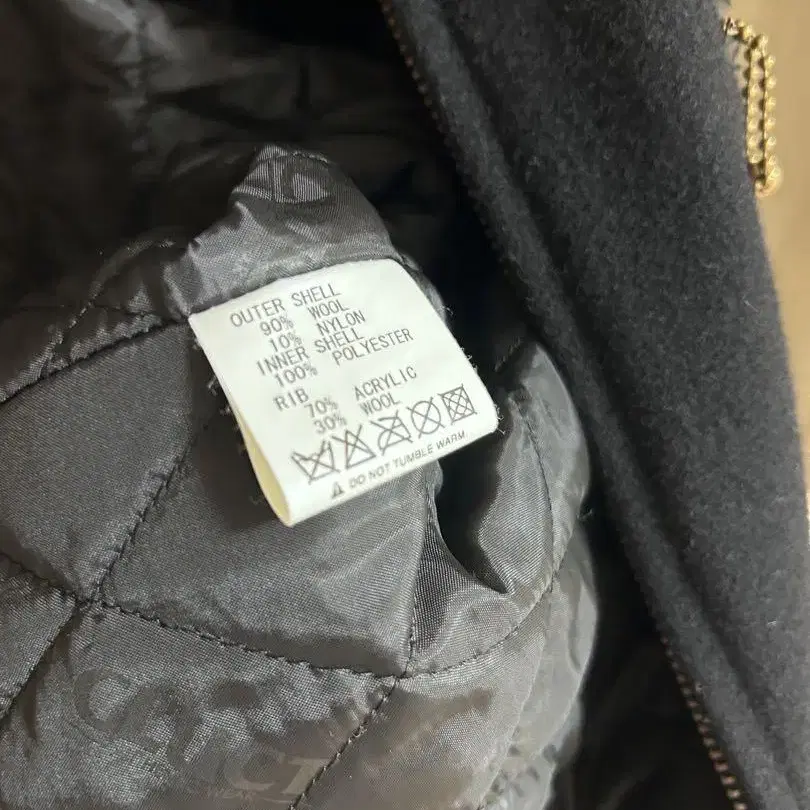 OUTER SHELL
90% WOOL
10% NYLON
INNER SHELL
100% POLYESTER
RIB
70% ACRYLIC
30% WOOL
DO NOT TUMBLE WARM